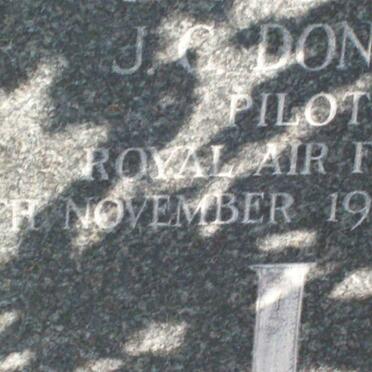 J. C. DON
PILOT
ROYAL AIR F
TH NOVEMBER 19